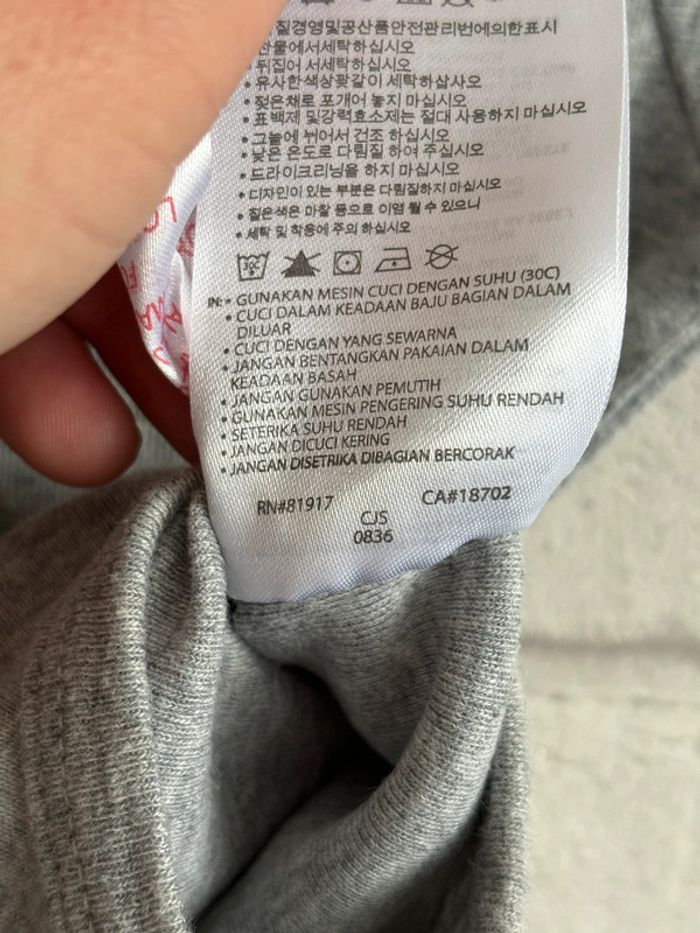 질경영및공산품안전관리번에의한표시
찬물에서세탁하십시오
• 뒤집어 서세탁하십시오
• 유사한색상꽞같이 세탁하삽사오
• 젖은채로 포개어 놓지 마십시오
• 표백제 및강력효소제는 절대 사용하지 마십시오
• 그늘에 뉘어서 건조 하십시오
• 낮은 온도로 다림질 하여 주십시오
• 드라이크리닝을 하지 마십시오
• 디자인이 있는 부분은 다림질하지 마십시오
• 짙은색은 마찰 등으로 이염 될 수 있으니
• 세탁 및 착용에 주의 하십시오
30C
IN: • GUNAKAN MESIN CUCI DENGAN SUHU (30C)
• CUCI DALAM KEADAAN BAJU BAGIAN DALAM
DILUAR
• CUCI DENGAN YANG SEWARNA
• JANGAN BENTANGKAN PAKAIAN DALAM
KEADAAN BASAH
• JANGAN GUNAKAN PEMUTIH
• GUNAKAN MESIN PENGERING SUHU RENDAH
• SETERIKA SUHU RENDAH
• JANGAN DICUCI KERING
• JANGAN DISETRIKA DIBAGIAN BERCORAK
RN#81917 CA#18702
CJS
0836